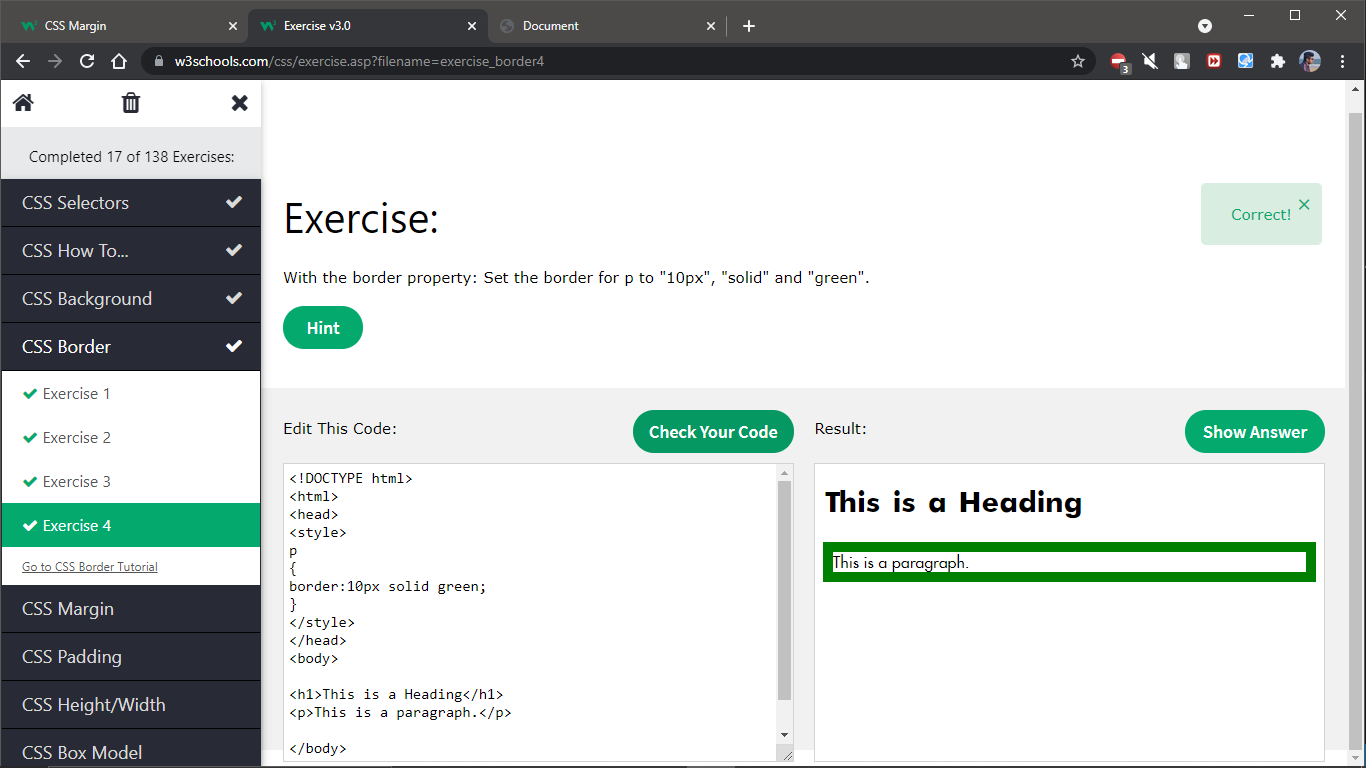 CSS Margin
Exercise v3.0
Document
w3schools.com/css/exercise.asp?filename=exercise_border4
3
Completed 17 of 138 Exercises:
CSS Selectors
CSS How To...
CSS Background
CSS Border
Exercise 1
Exercise 2
Exercise 3
Exercise 4
Go to CSS Border Tutorial
CSS Margin
CSS Padding
CSS Height/Width
CSS Box Model
Exercise:
Correct!
With the border property: Set the border for p to "10px", "solid" and "green".
Hint
Edit This Code:
Check Your Code
<!DOCTYPE html>
<html>
<head>
<style>
p
{
border:10px solid green;
}
</style>
</head>
<body>
<h1>This is a Heading</h1>
<p>This is a paragraph.</p>
</body>
Result:
Show Answer
This is a Heading
This is a paragraph.